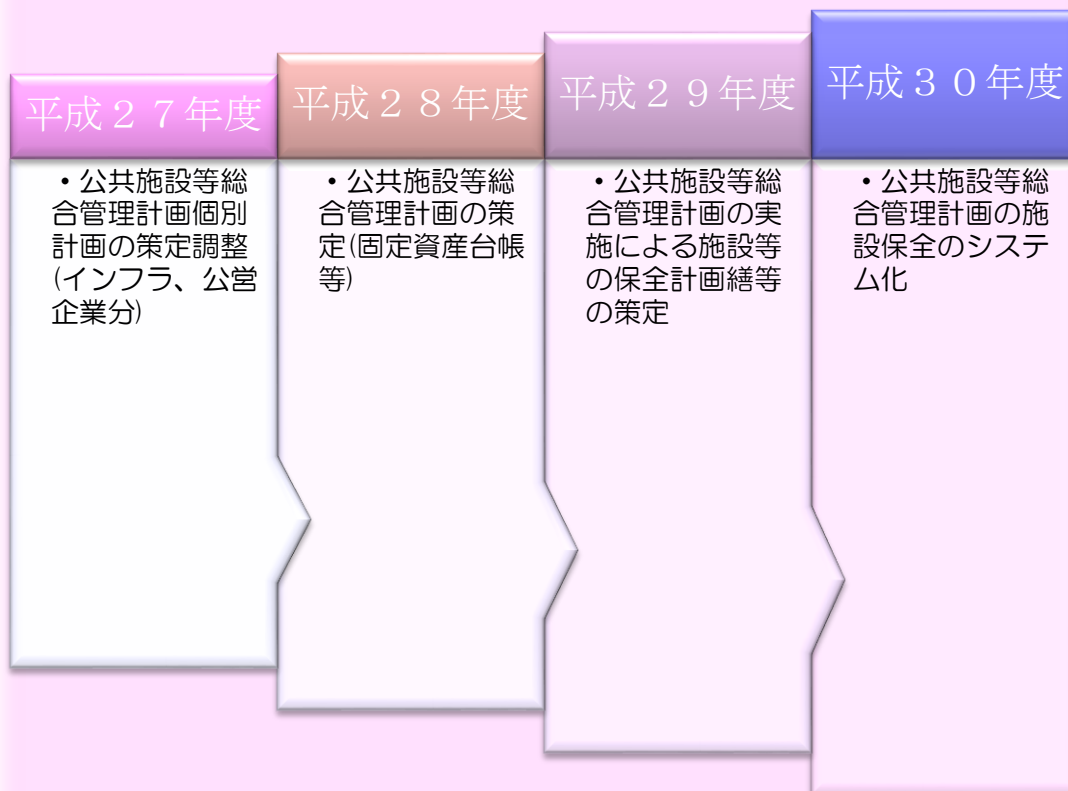 平成２７年度
・公共施設等総
合管理計画個別
計画の策定調整
(インフラ、公営
企業分)
平成２８年度
・公共施設等総
合管理計画の策
定(固定資産台帳
等)
平成２９年度
・公共施設等総
合管理計画の実
施による施設等
の保全計画繕等
の策定
平成３０年度
・公共施設等総
合管理計画の施
設保全のシステ
ム化